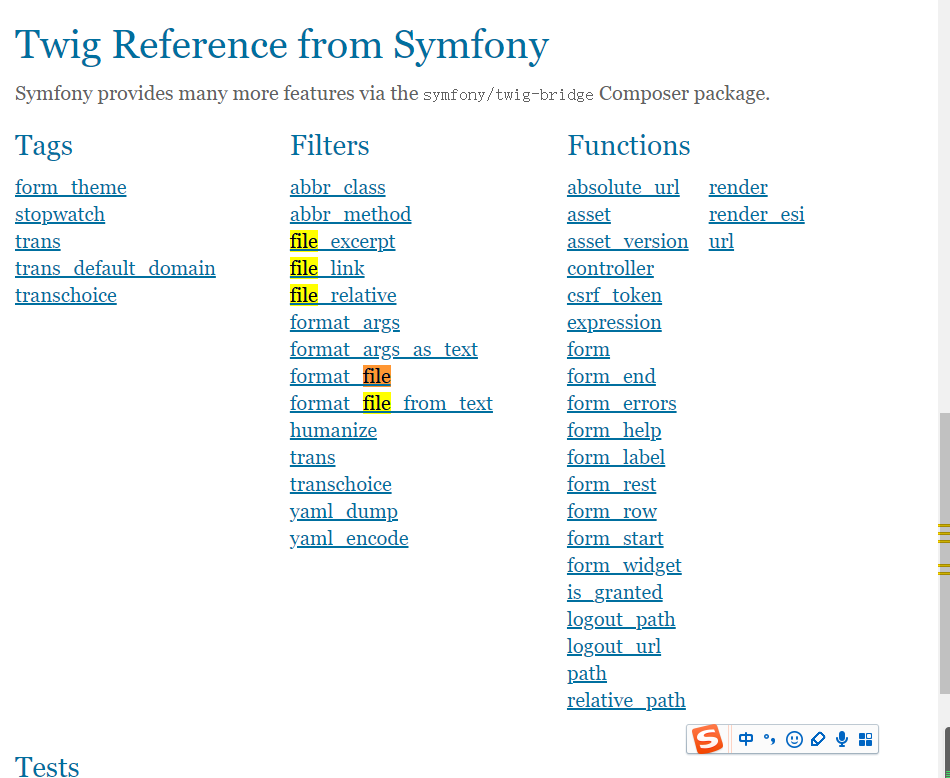 Twig Reference from Symfony
Symfony provides many more features via the symfony/twig-bridge Composer package.
Tags
form_theme
stopwatch
trans
trans_default_domain
transchoice
Filters
abbr_class
abbr_method
file_excerpt
file_link
file_relative
format_args
format_args_as_text
format_file
format_file_from_text
humanize
trans
transchoice
yaml_dump
yaml_encode
Functions
absolute_url
asset
asset_version
controller
csrf_token
expression
form
form_end
form_errors
form_help
form_label
form_rest
form_row
form_start
form_widget
is_granted
logout_path
logout_url
path
relative_path
render
render_esi
url
S 中 °,
Tests